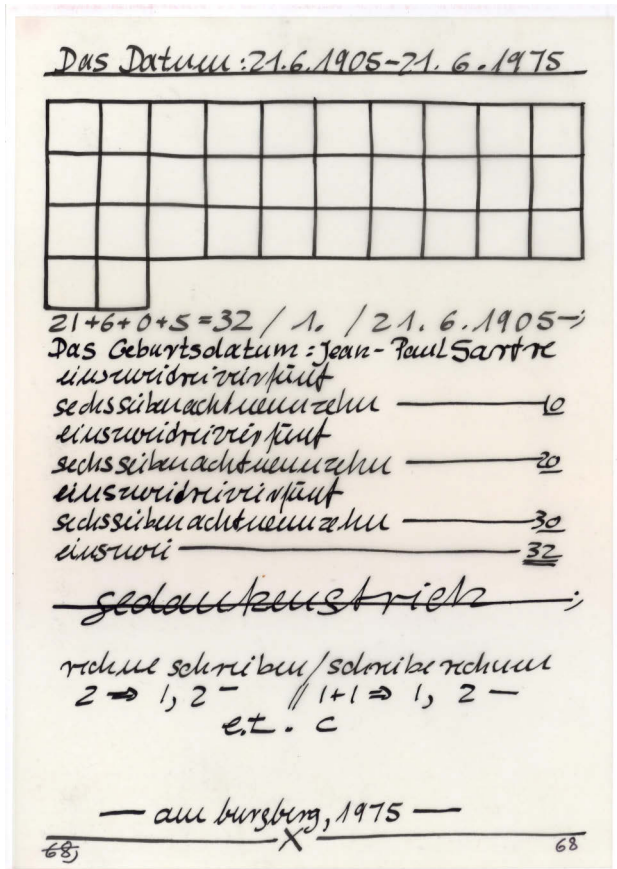 Das Datum: 21.6.1905-21.6.1975
21+6+0+5=32 / 1. / 21.6.1905-;
Das Geburtsdatum: Jean-Paul Sartre
einszweidreivierfünf
sechssiebenachtneunzehn — 10
einszweidreivierfünf
sechssiebenachtneunzehn — 20
einszweidreivierfünf
sechssiebenachtneunzehn — 30
einszwei — 32
gedankenstrich ;
rechne schreiben / schreibe rechnen
2 ⇒ 1, 2 - // 1+1 ⇒ 1, 2 —
e.t. c
— am burgberg, 1975 —
68, X 68